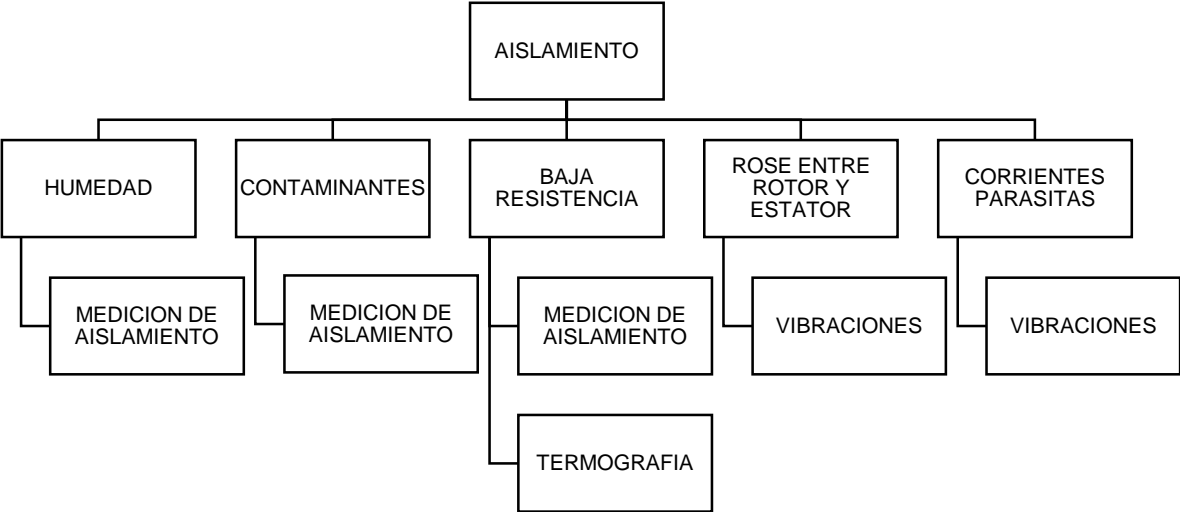 AISLAMIENTO
HUMEDAD
CONTAMINANTES
BAJA
RESISTENCIA
ROSE ENTRE
ROTOR Y
ESTATOR
CORRIENTES
PARASITAS
MEDICION DE
AISLAMIENTO
MEDICION DE
AISLAMIENTO
MEDICION DE
AISLAMIENTO
VIBRACIONES
VIBRACIONES
TERMOGRAFIA